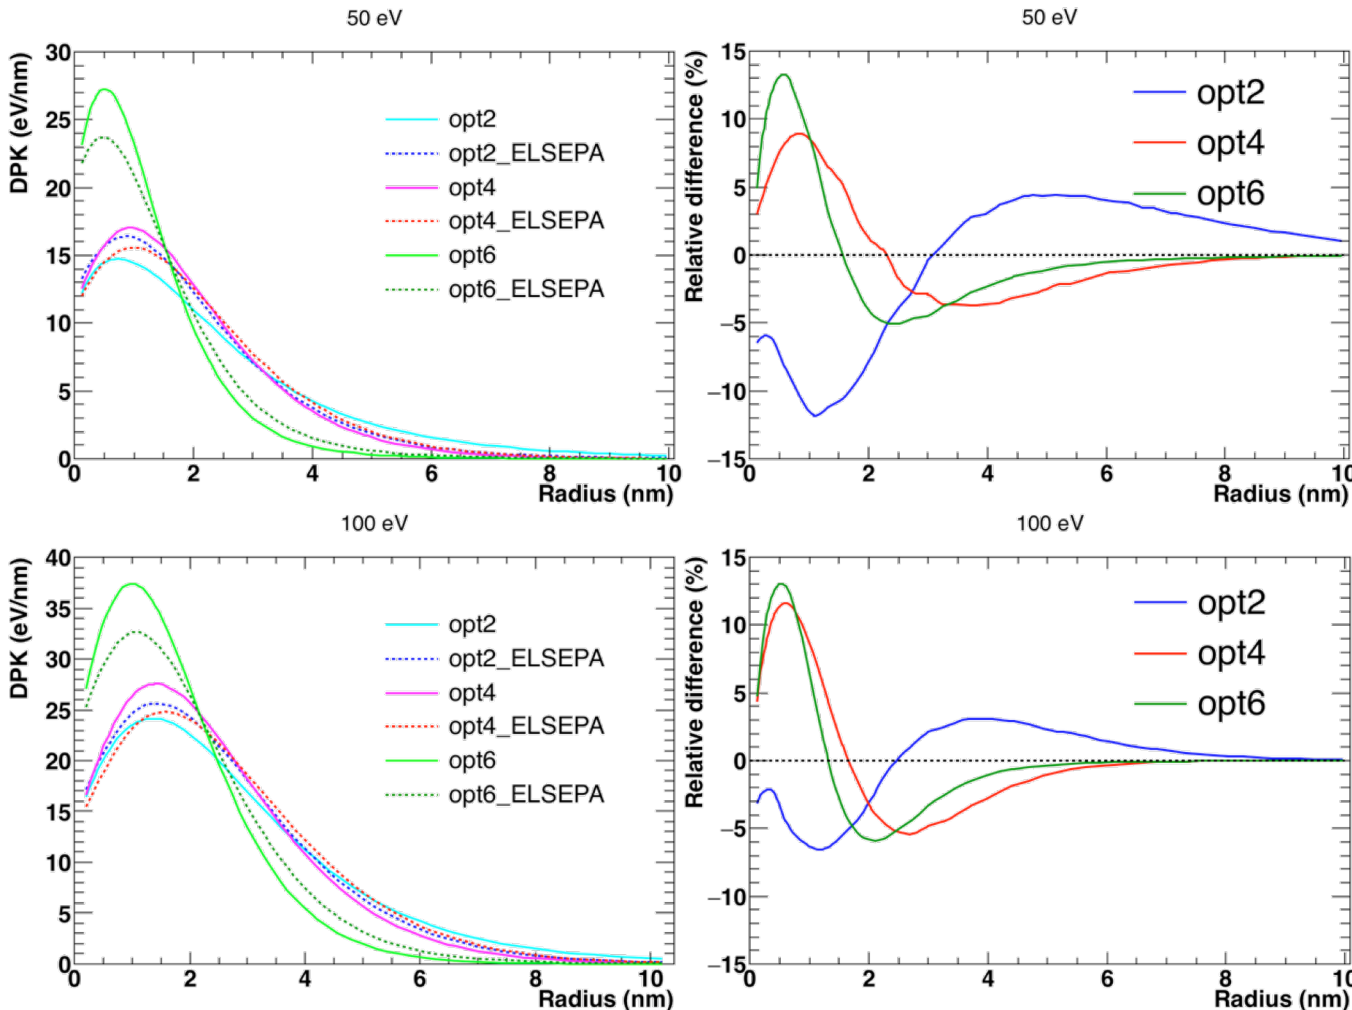 50 eV
DPK (eV/nm)
30
25
20
15
10
5
0
opt2
opt2_ELSEPA
opt4
opt4_ELSEPA
opt6
opt6_ELSEPA
0 2 4 6 8 10
Radius (nm)
50 eV
Relative difference (%)
15
10
5
0
−5
−10
−15
opt2
opt4
opt6
0 2 4 6 8 10
Radius (nm)
100 eV
DPK (eV/nm)
40
35
30
25
20
15
10
5
0
opt2
opt2_ELSEPA
opt4
opt4_ELSEPA
opt6
opt6_ELSEPA
0 2 4 6 8 10
Radius (nm)
100 eV
Relative difference (%)
15
10
5
0
−5
−10
−15
opt2
opt4
opt6
0 2 4 6 8 10
Radius (nm)